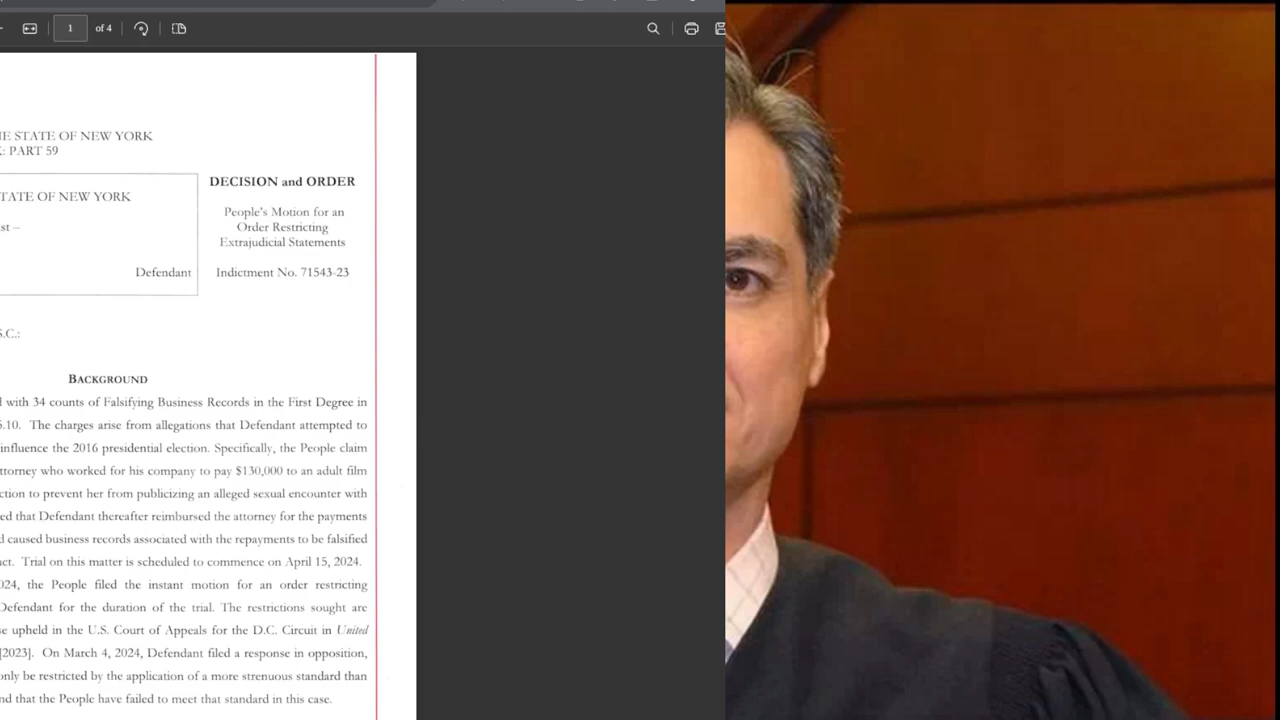 1 of 4
E STATE OF NEW YORK
: PART 59
TATE OF NEW YORK
st –
Defendant
DECISION and ORDER
People's Motion for an
Order Restricting
Extrajudicial Statements
Indictment No. 71543-23
S.C.:
BACKGROUND
d with 34 counts of Falsifying Business Records in the First Degree in
5.10. The charges arise from allegations that Defendant attempted to
influence the 2016 presidential election. Specifically, the People claim
ttorney who worked for his company to pay $130,000 to an adult film
ction to prevent her from publicizing an alleged sexual encounter with
ed that Defendant thereafter reimbursed the attorney for the payments
d caused business records associated with the repayments to be falsified
ct. Trial on this matter is scheduled to commence on April 15, 2024.
024, the People filed the instant motion for an order restricting
Defendant for the duration of the trial. The restrictions sought are
se upheld in the U.S. Court of Appeals for the D.C. Circuit in United
[2023]. On March 4, 2024, Defendant filed a response in opposition,
only be restricted by the application of a more strenuous standard than
nd that the People have failed to meet that standard in this case.